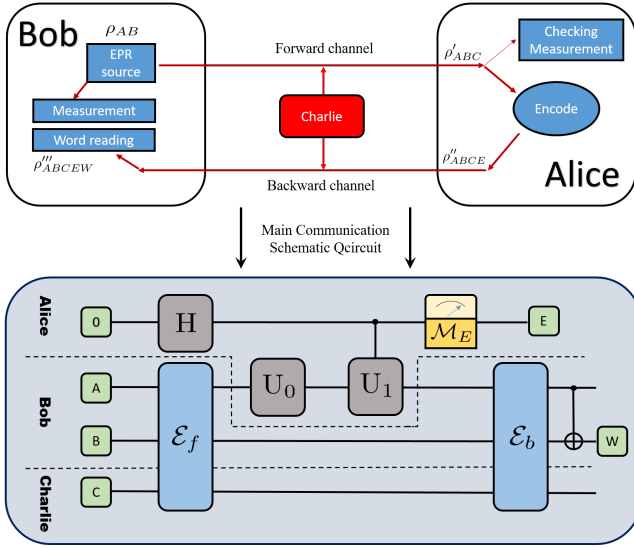 Bob
ρ_AB
EPR
source
Measurement
Word reading
ρ'''_ABCEW
Forward channel
Charlie
Backward channel
ρ'_ABC
Checking
Measurement
Encode
ρ''_ABCE
Alice
Main Communication
Schematic Qcircuit
Alice
0
H
M_E
E
Bob
A
ℰ_f
U_0
U_1
ℰ_b
B
W
Charlie
C